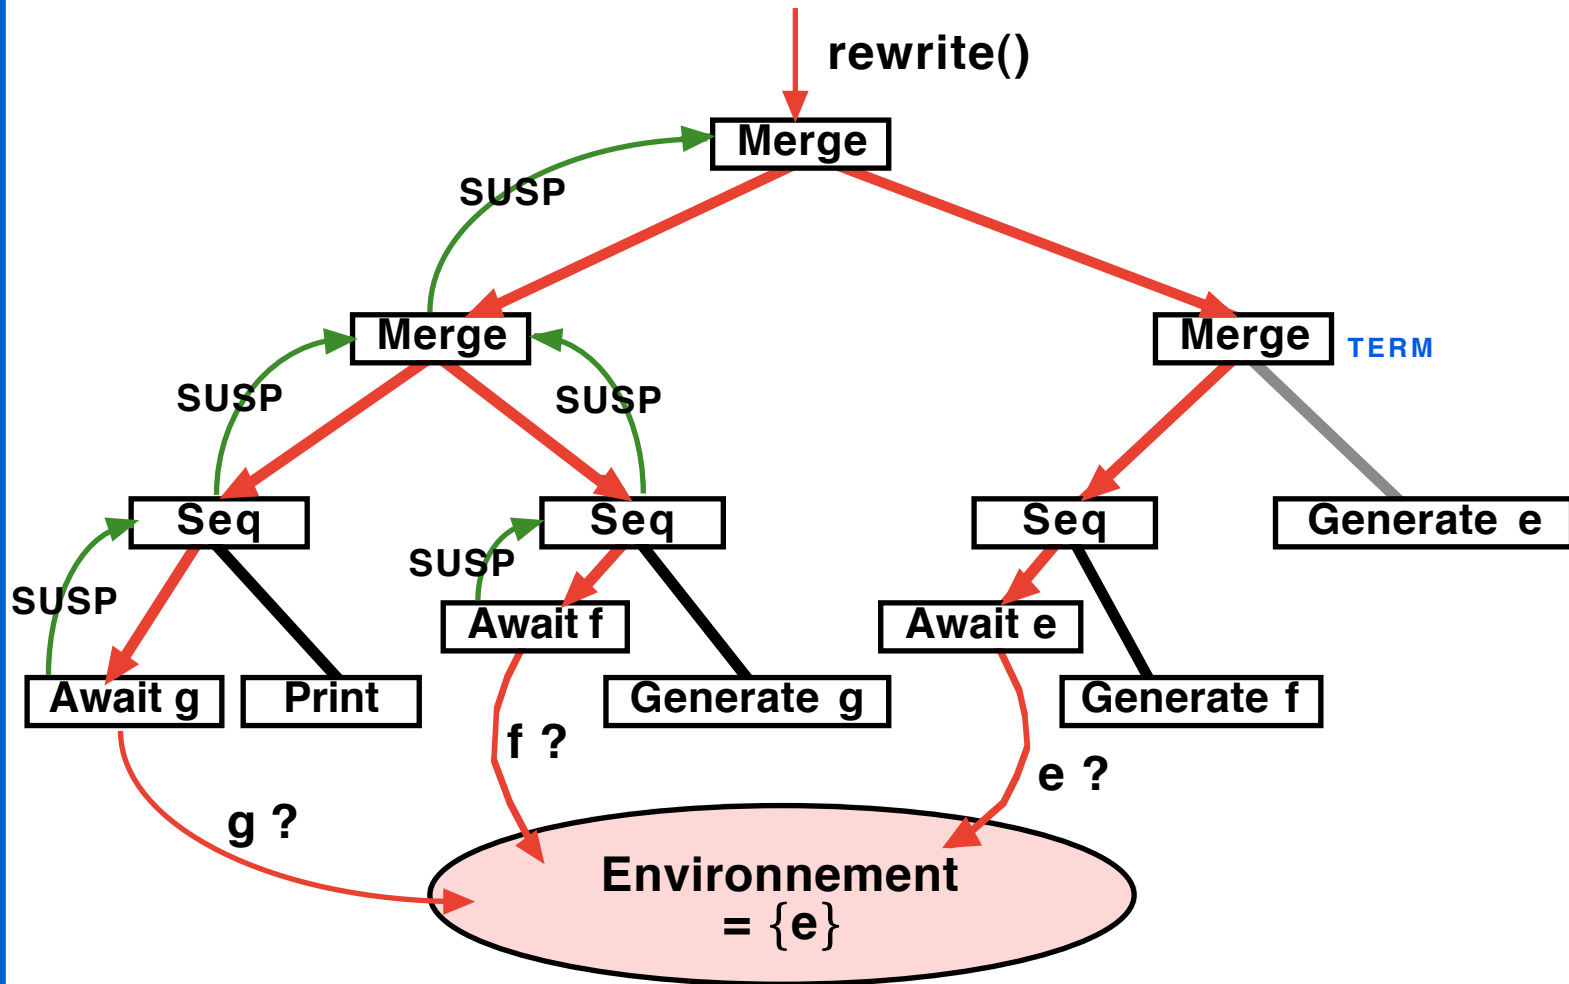 rewrite()
Merge
SUSP
Merge
Merge
TERM
SUSP
SUSP
Seq
Seq
Seq
Generate e
SUSP
SUSP
Await f
Await e
Await g
Print
Generate g
Generate f
f ?
e ?
g ?
Environnement
= {e}